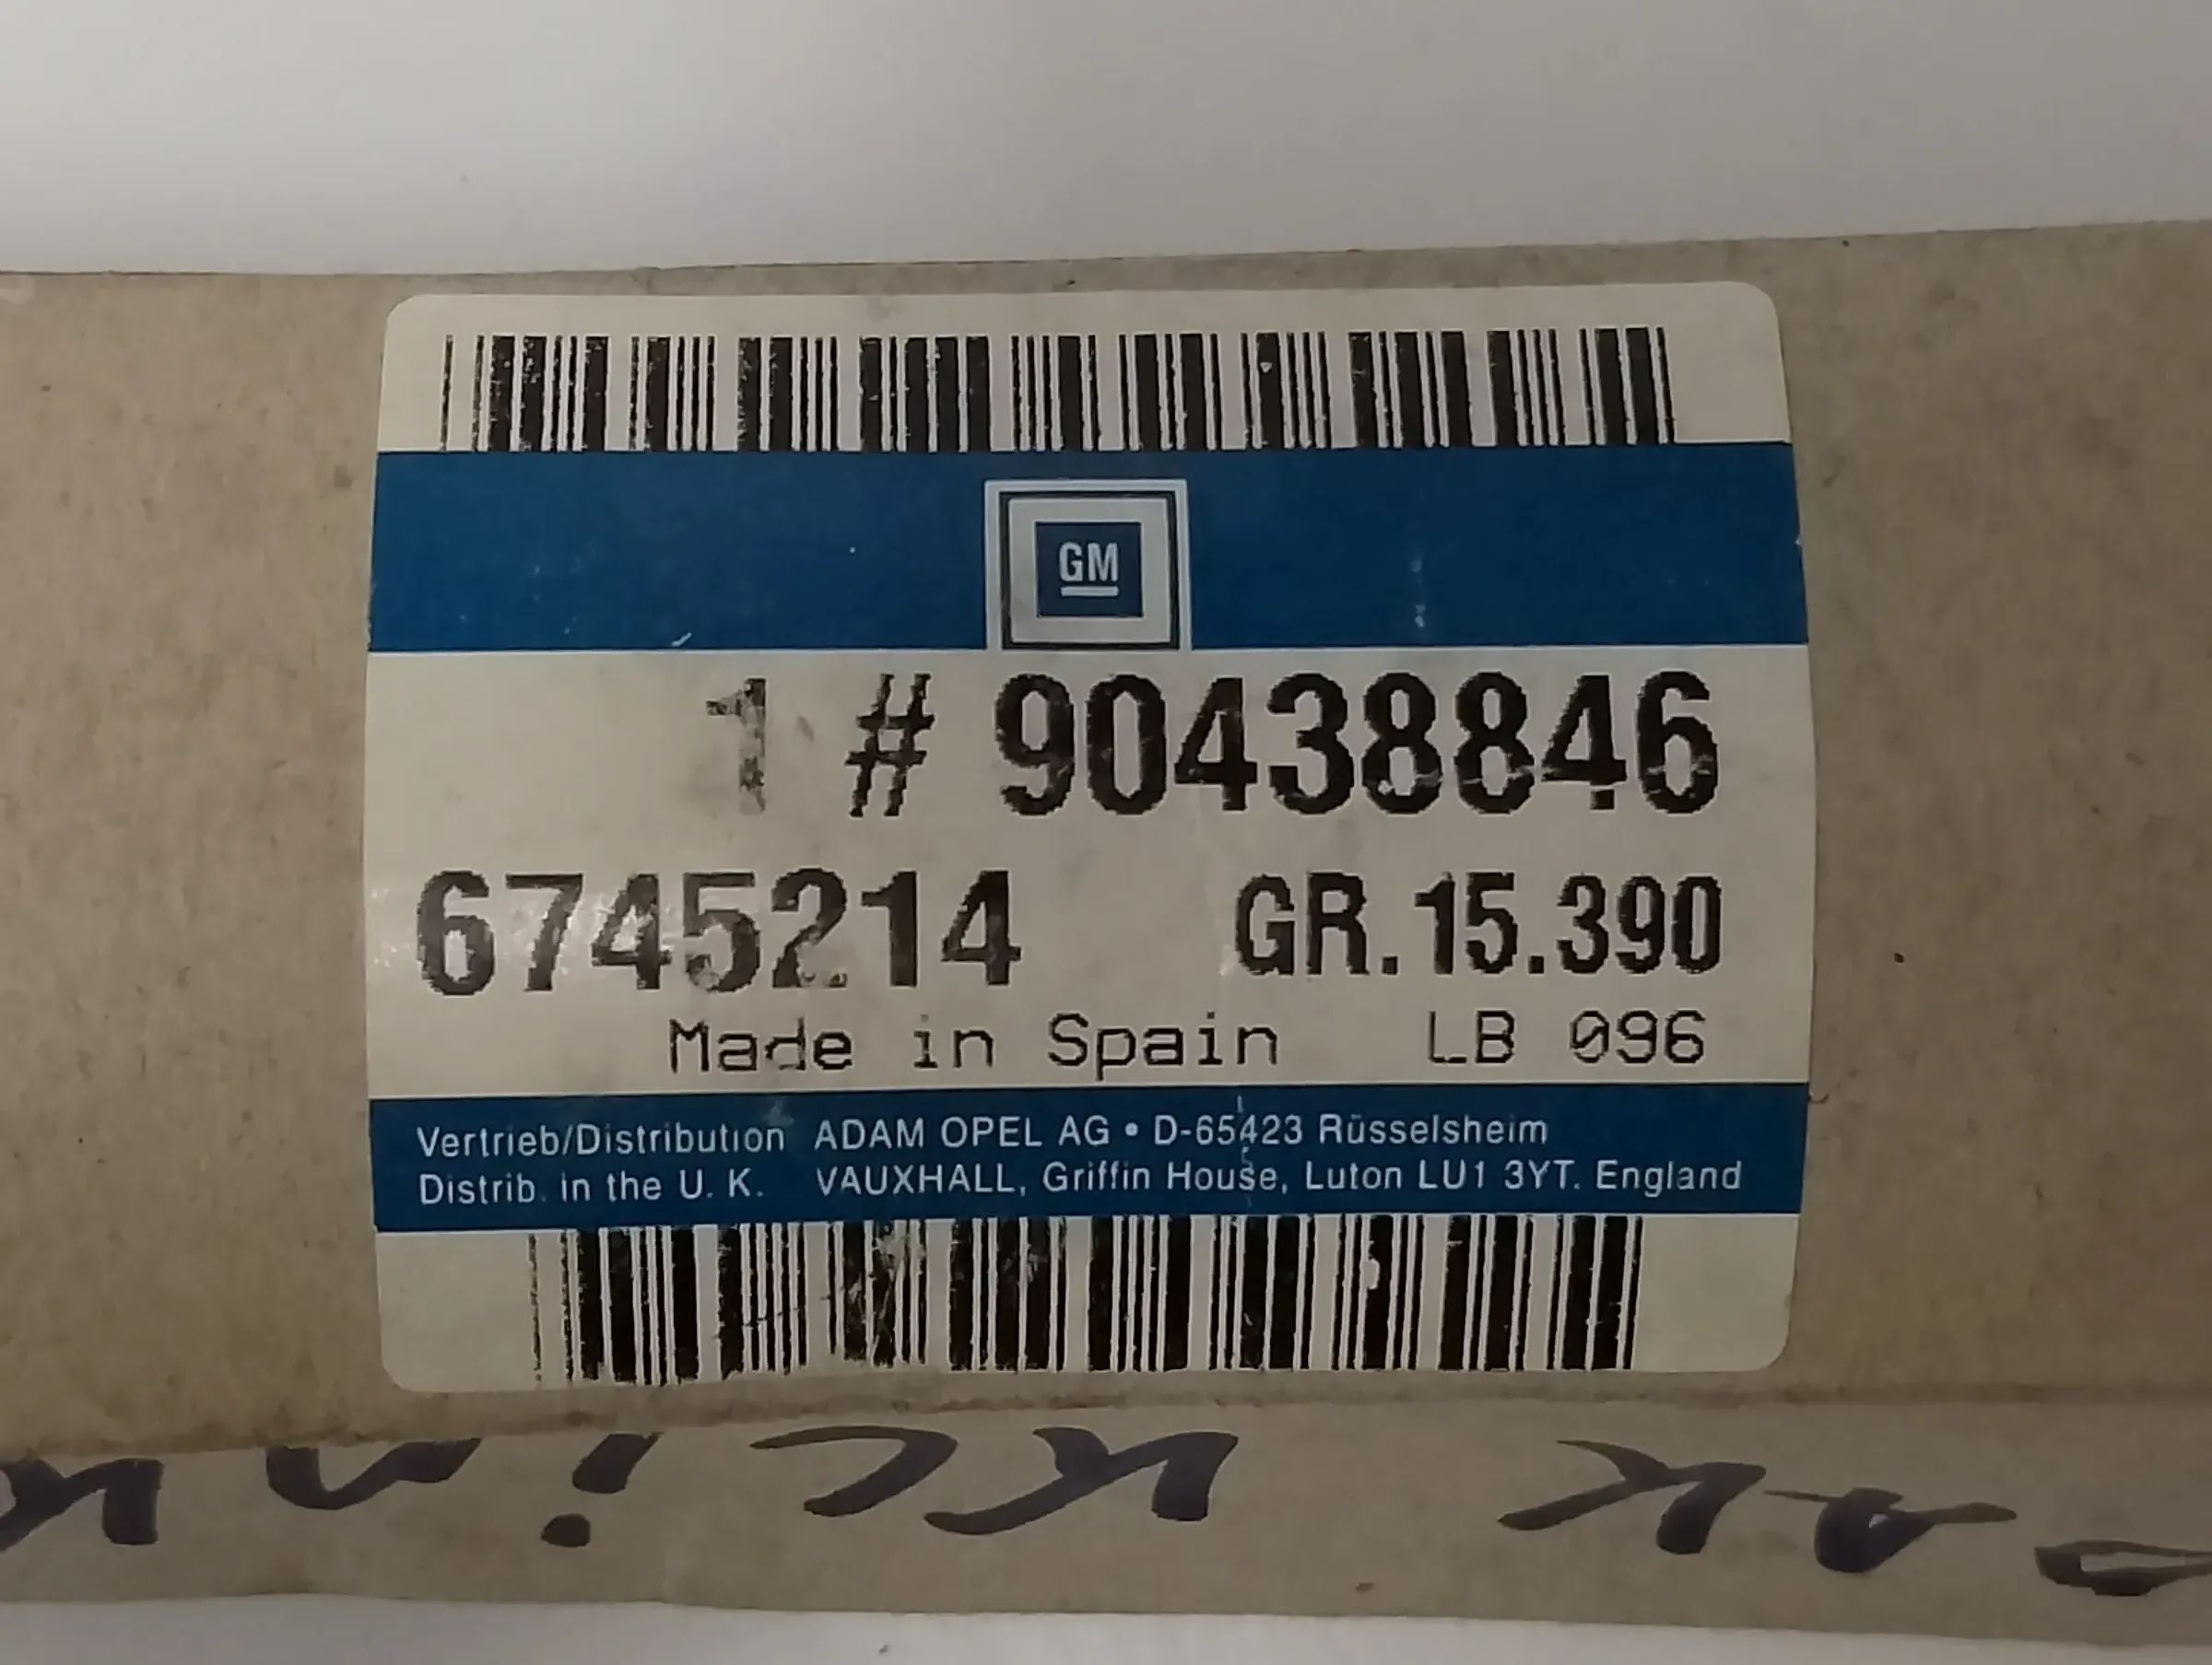 GM
1 # 90438846
6745214 GR.15.390
Made in Spain LB 096
Vertrieb/Distribution ADAM OPEL AG • D-65423 Rüsselsheim
Distrib. in the U. K. VAUXHALL, Griffin House, Luton LU1 3YT. England